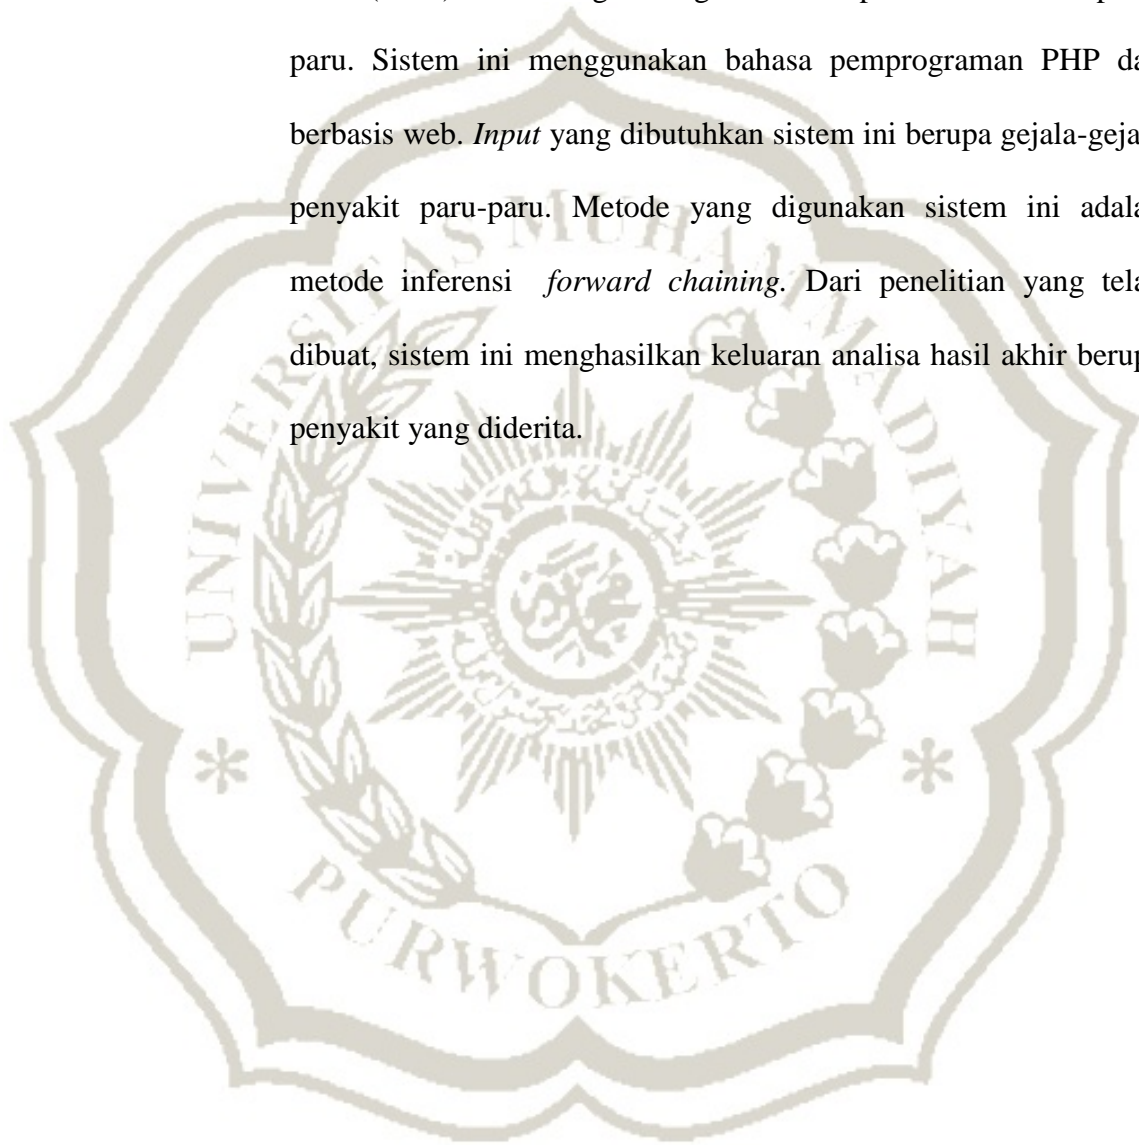 paru. Sistem ini menggunakan bahasa pemprograman PHP da
berbasis web. Input yang dibutuhkan sistem ini berupa gejala-geja
penyakit paru-paru. Metode yang digunakan sistem ini adala
metode inferensi forward chaining. Dari penelitian yang tela
dibuat, sistem ini menghasilkan keluaran analisa hasil akhir berup
penyakit yang diderita.
UNIVERSITAS MUHAMMADIYAH
PURWOKERTO